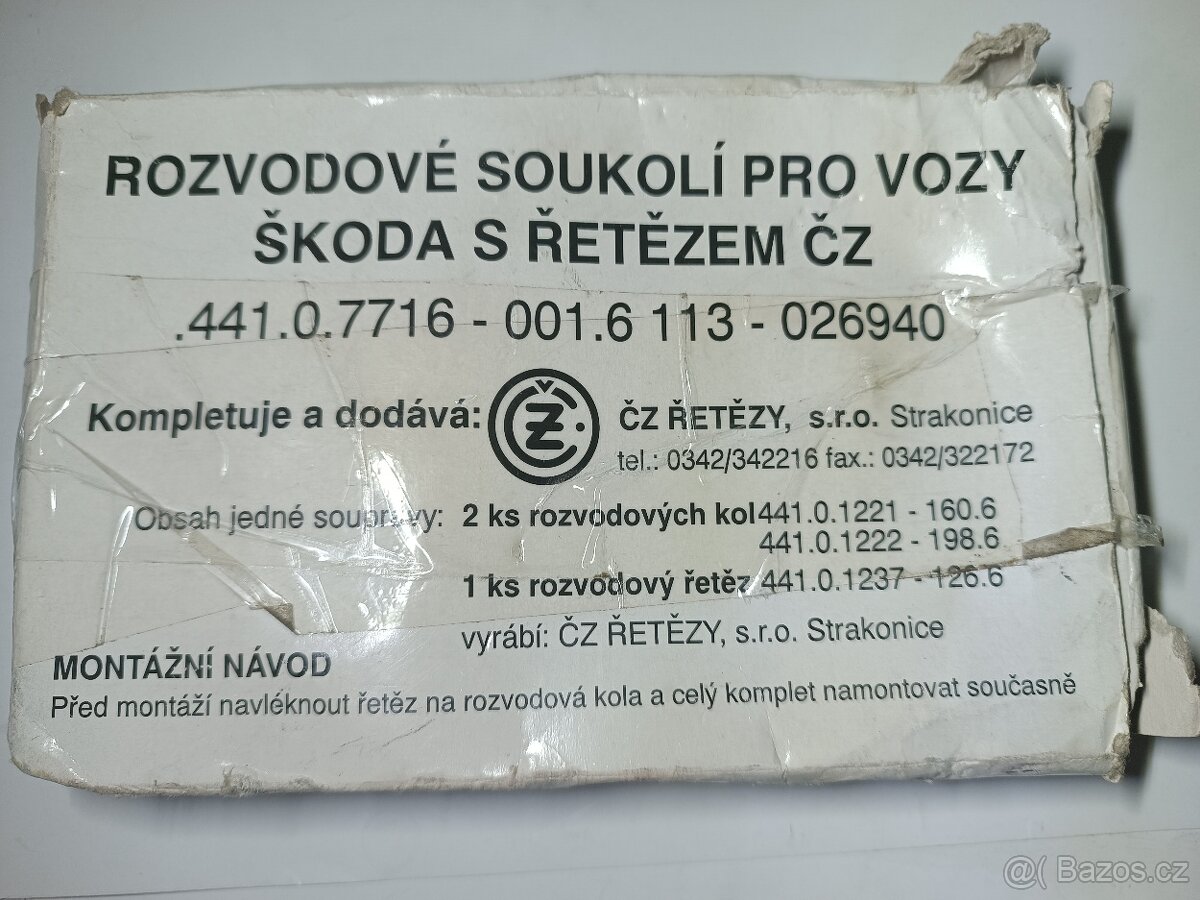 ROZVODOVÉ SOUKOLÍ PRO VOZY
ŠKODA S ŘETĚZEM ČZ
.441.0.7716 - 001.6 113 - 026940
Kompletuje a dodává: ČZ ČZ ŘETĚZY, s.r.o. Strakonice
tel.: 0342/342216 fax.: 0342/322172
Obsah jedné soupravy: 2 ks rozvodových kol 441.0.1221 - 160.6
441.0.1222 - 198.6
1 ks rozvodový řetěz 441.0.1237 - 126.6
vyrábí: ČZ ŘETĚZY, s.r.o. Strakonice
MONTÁŽNÍ NÁVOD
Před montáží navléknout řetěz na rozvodová kola a celý komplet namontovat současně
@( Bazos.cz